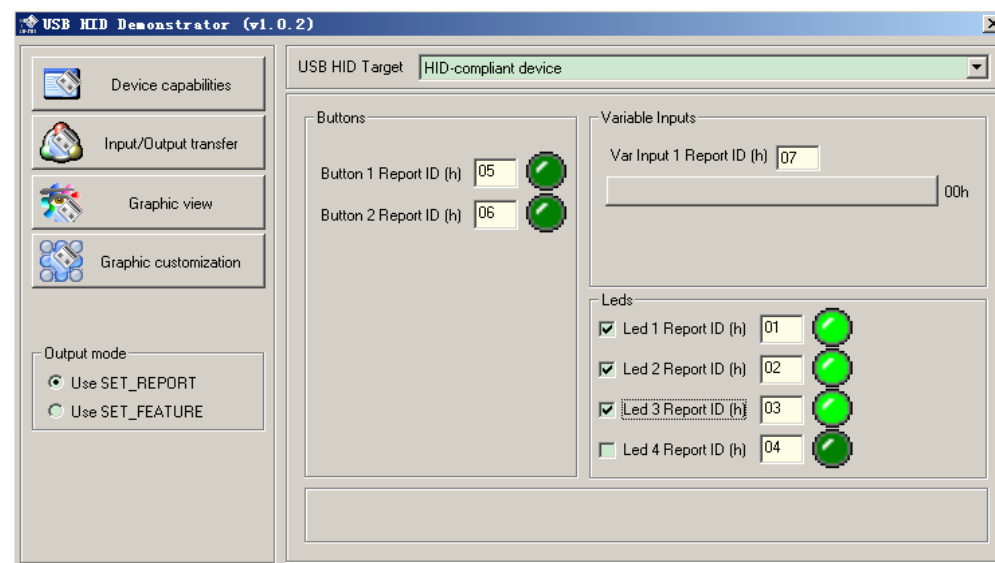 USB HID Demonstrator (v1.0.2)
Device capabilities
Input/Output transfer
Graphic view
Graphic customization
Output mode
Use SET_REPORT
Use SET_FEATURE
USB HID Target HID-compliant device
Buttons
Button 1 Report ID (h) 05
Button 2 Report ID (h) 06
Variable Inputs
Var Input 1 Report ID (h) 07
00h
Leds
Led 1 Report ID (h) 01
Led 2 Report ID (h) 02
Led 3 Report ID (h) 03
Led 4 Report ID (h) 04